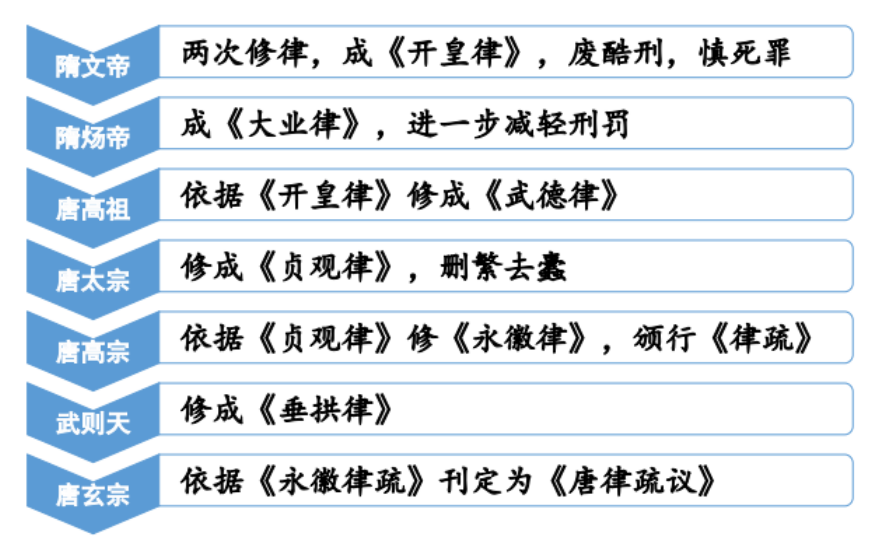 隋文帝 两次修律，成《开皇律》，废酷刑，慎死罪
隋炀帝 成《大业律》，进一步减轻刑罚
唐高祖 依据《开皇律》修成《武德律》
唐太宗 修成《贞观律》，删繁去蠹
唐高宗 依据《贞观律》修《永徽律》，颁行《律疏》
武则天 修成《垂拱律》
唐玄宗 依据《永徽律疏》刊定为《唐律疏议》